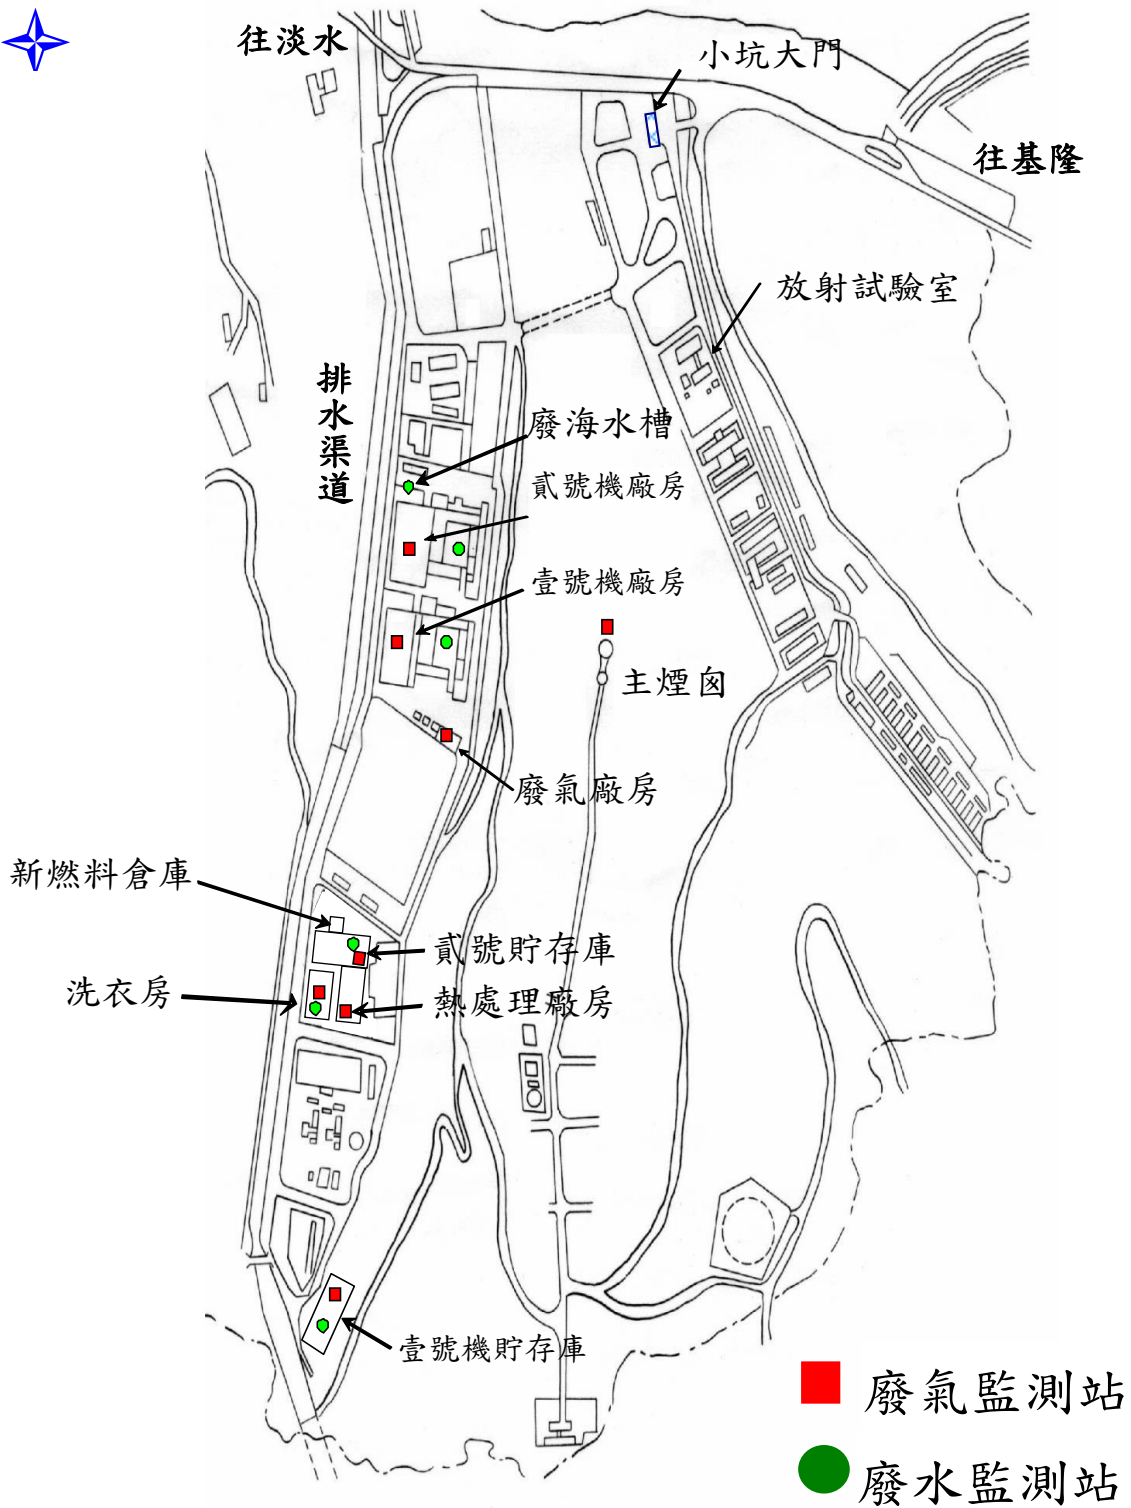 往淡水
小坑大門
往基隆
放射試驗室
排水渠道
廢海水槽
貳號機廠房
壹號機廠房
主煙囪
廢氣廠房
新燃料倉庫
貳號貯存庫
洗衣房
熱處理廠房
壹號機貯存庫
廢氣監測站
廢水監測站